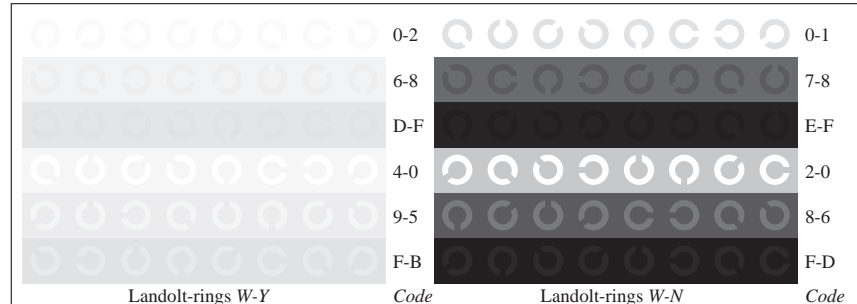 0-2
6-8
D-F
4-0
9-5
F-B
Landolt-rings W-Y Code
0-1
7-8
E-F
2-0
8-6
F-D
Landolt-rings W-N Code